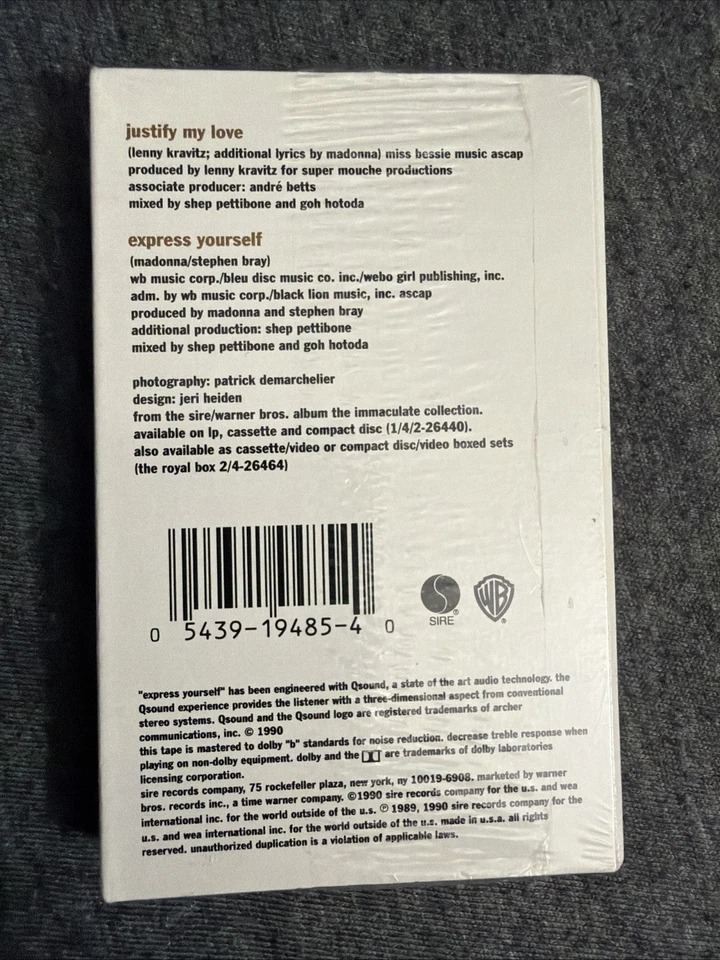 justify my love
(lenny kravitz; additional lyrics by madonna) miss bessie music ascap
produced by lenny kravitz for super mouche productions
associate producer: andré betts
mixed by shep pettibone and goh hotoda
express yourself
(madonna/stephen bray)
wb music corp./bleu disc music co. inc./webo girl publishing, inc.
adm. by wb music corp./black lion music, inc. ascap
produced by madonna and stephen bray
additional production: shep pettibone
mixed by shep pettibone and goh hotoda
photography: patrick demarchelier
design: jeri heiden
from the sire/warner bros. album the immaculate collection.
available on lp, cassette and compact disc (1/4/2-26440).
also available as cassette/video or compact disc/video boxed sets
(the royal box 2/4-26464)
0 5439-19485-4 0
S
SIRE®
WB®
"express yourself" has been engineered with Qsound, a state of the art audio technology. the
Qsound experience provides the listener with a three-dimensional aspect from conventional
stereo systems. Qsound and the Qsound logo are registered trademarks of archer
communications, inc. © 1990
this tape is mastered to dolby "b" standards for noise reduction. decrease treble response when
playing on non-dolby equipment. dolby and the are trademarks of dolby laboratories
licensing corporation.
sire records company, 75 rockefeller plaza, new york, ny 10019-6908. marketed by warner
bros. records inc., a time warner company. ©1990 sire records company for the u.s. and wea
international inc. for the world outside of the u.s. ℗ 1989, 1990 sire records company for the
u.s. and wea international inc. for the world outside of the u.s. made in u.s.a. all rights
reserved. unauthorized duplication is a violation of applicable laws.